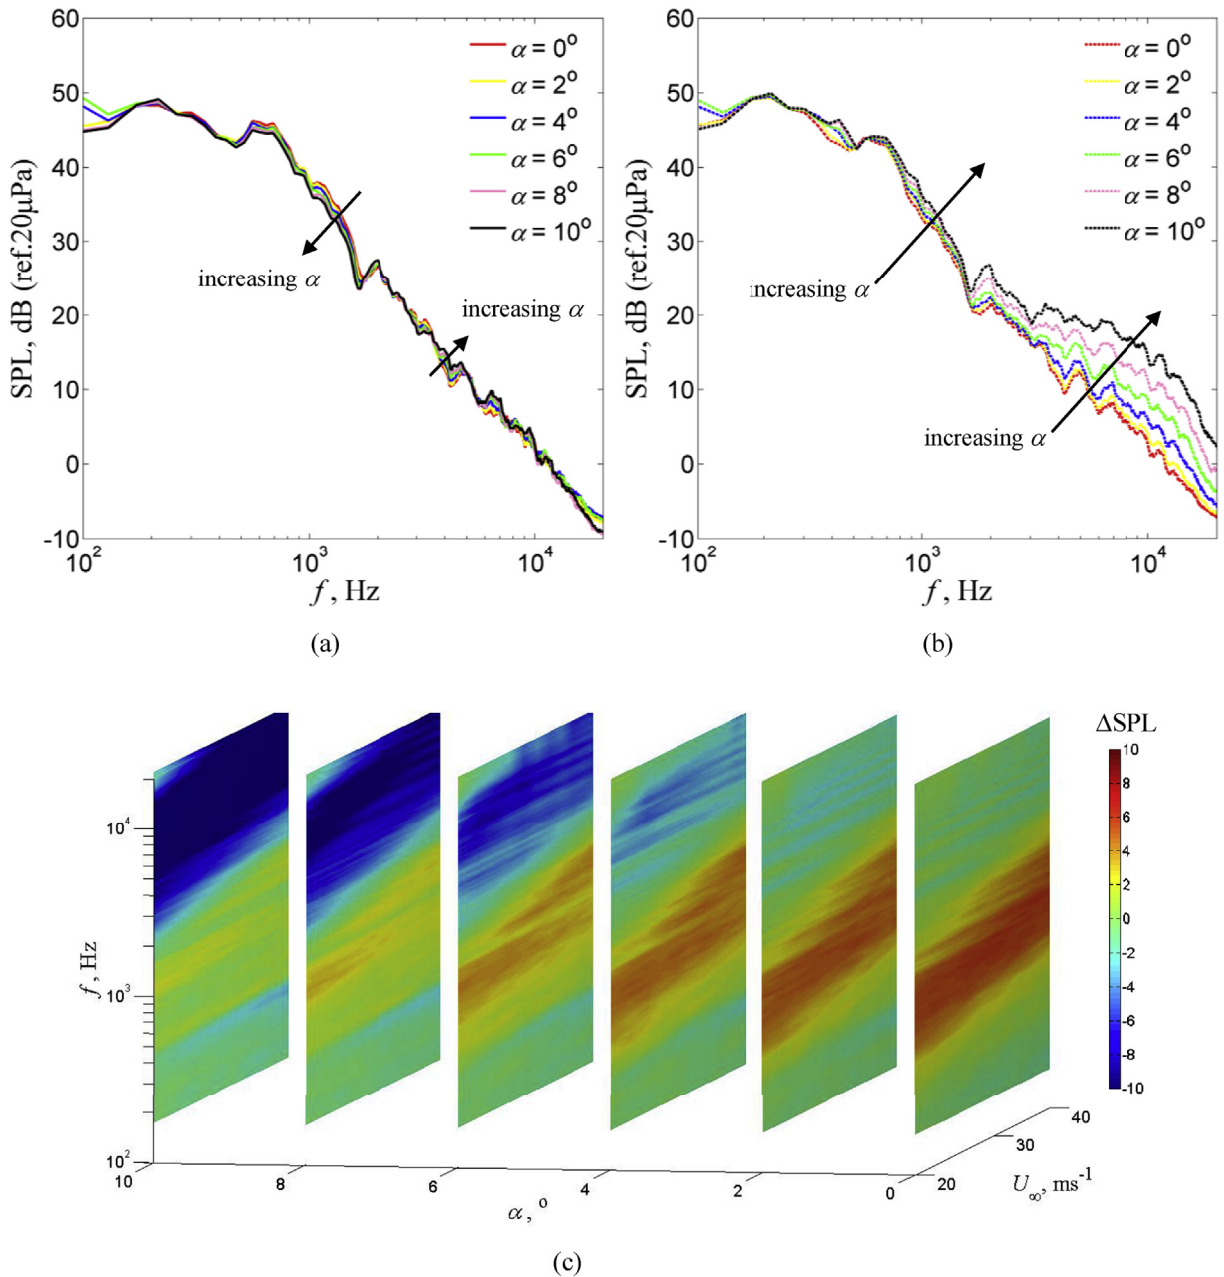 60
50
40
30
20
10
0
-10
SPL, dB (ref.20μPa)
α = 0°
α = 2°
α = 4°
α = 6°
α = 8°
α = 10°
increasing α
increasing α
10² 10³ 10⁴
f, Hz
(a)
60
50
40
30
20
10
0
-10
SPL, dB (ref.20μPa)
α = 0°
α = 2°
α = 4°
α = 6°
α = 8°
α = 10°
increasing α
increasing α
10² 10³ 10⁴
f, Hz
(b)
ΔSPL
10
8
6
4
2
0
-2
-4
-6
-8
-10
10⁴
10³
10²
f, Hz
10 8 6 4 2 0
α, °
20 30 40
U∞, ms⁻¹
(c)